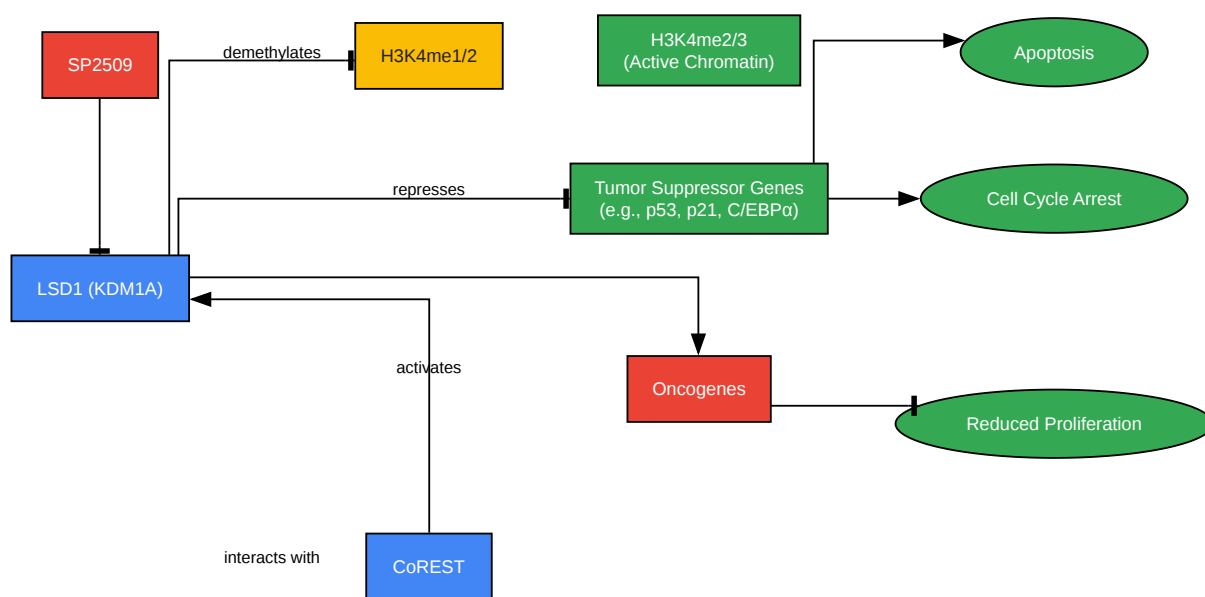 SP2509
demethylates
H3K4me1/2
H3K4me2/3
(Active Chromatin)
Apoptosis
represses
Tumor Suppressor Genes
(e.g., p53, p21, C/EBPα)
Cell Cycle Arrest
LSD1 (KDM1A)
activates
Oncogenes
Reduced Proliferation
interacts with
CoREST